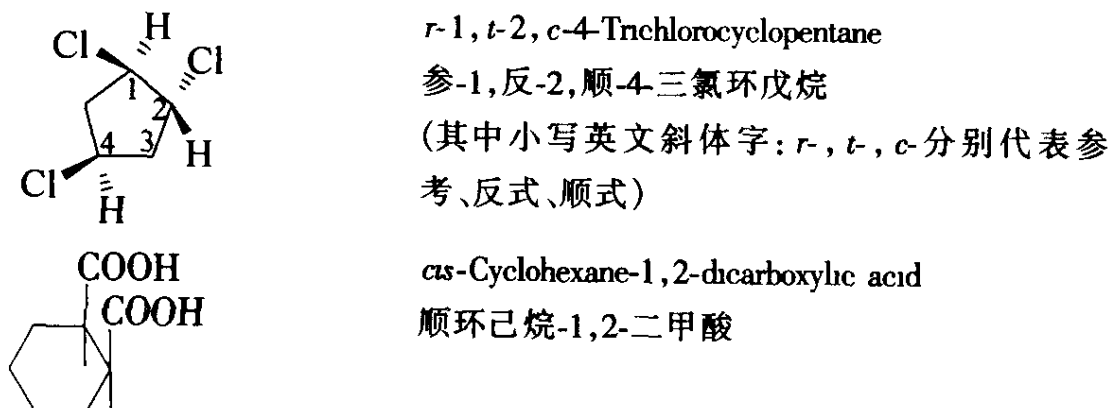 Cl H Cl
1
2
4 3 H
Cl
H
r-1,t-2,c-4-Trichlorocyclopentane
参-1,反-2,顺-4-三氯环戊烷
(其中小写英文斜体字: r-, t-, c-分别代表参
考、反式、顺式)
COOH
COOH
cis-Cyclohexane-1,2-dicarboxylic acid
顺环己烷-1,2-二甲酸